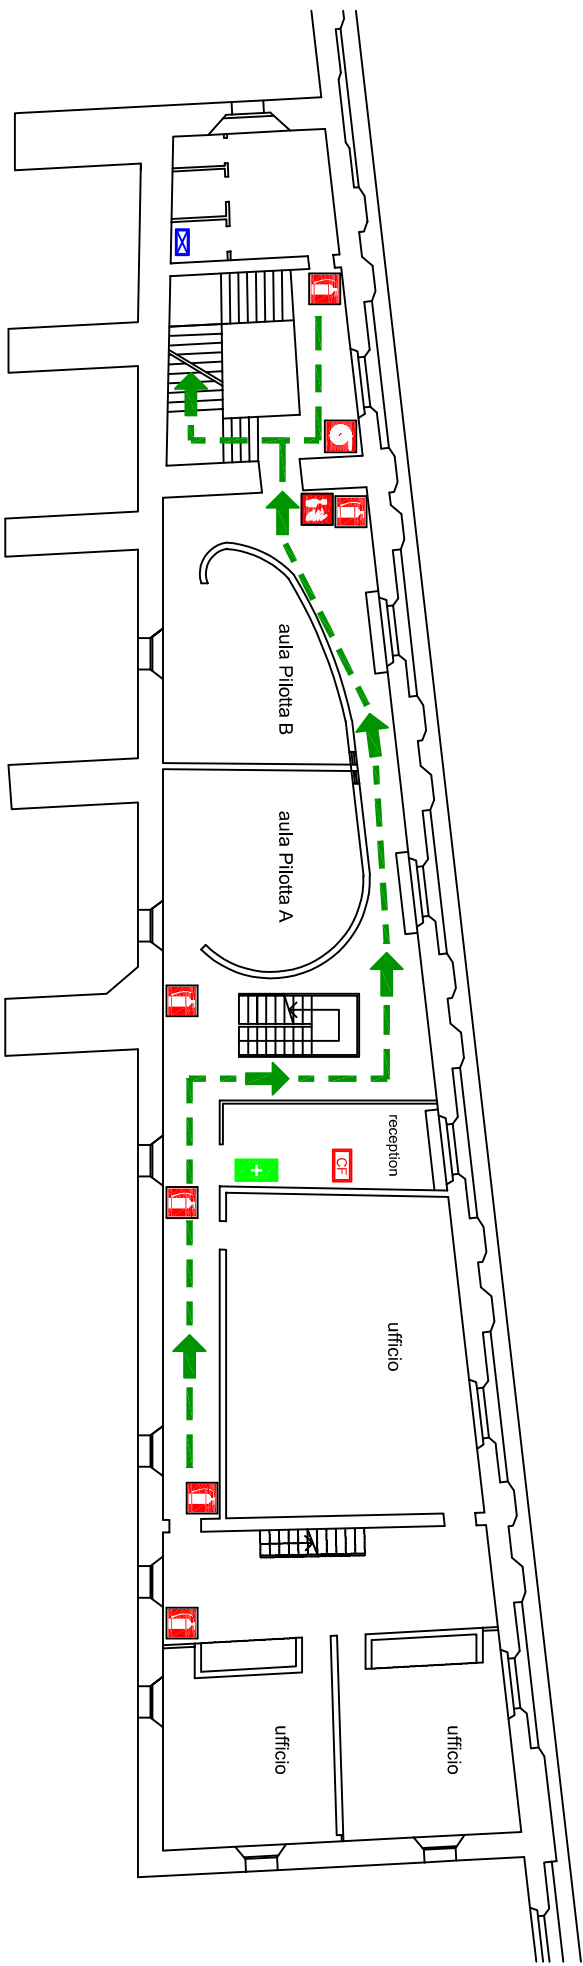 aula Pilotta B
aula Pilotta A
reception
CF
ufficio
ufficio
ufficio